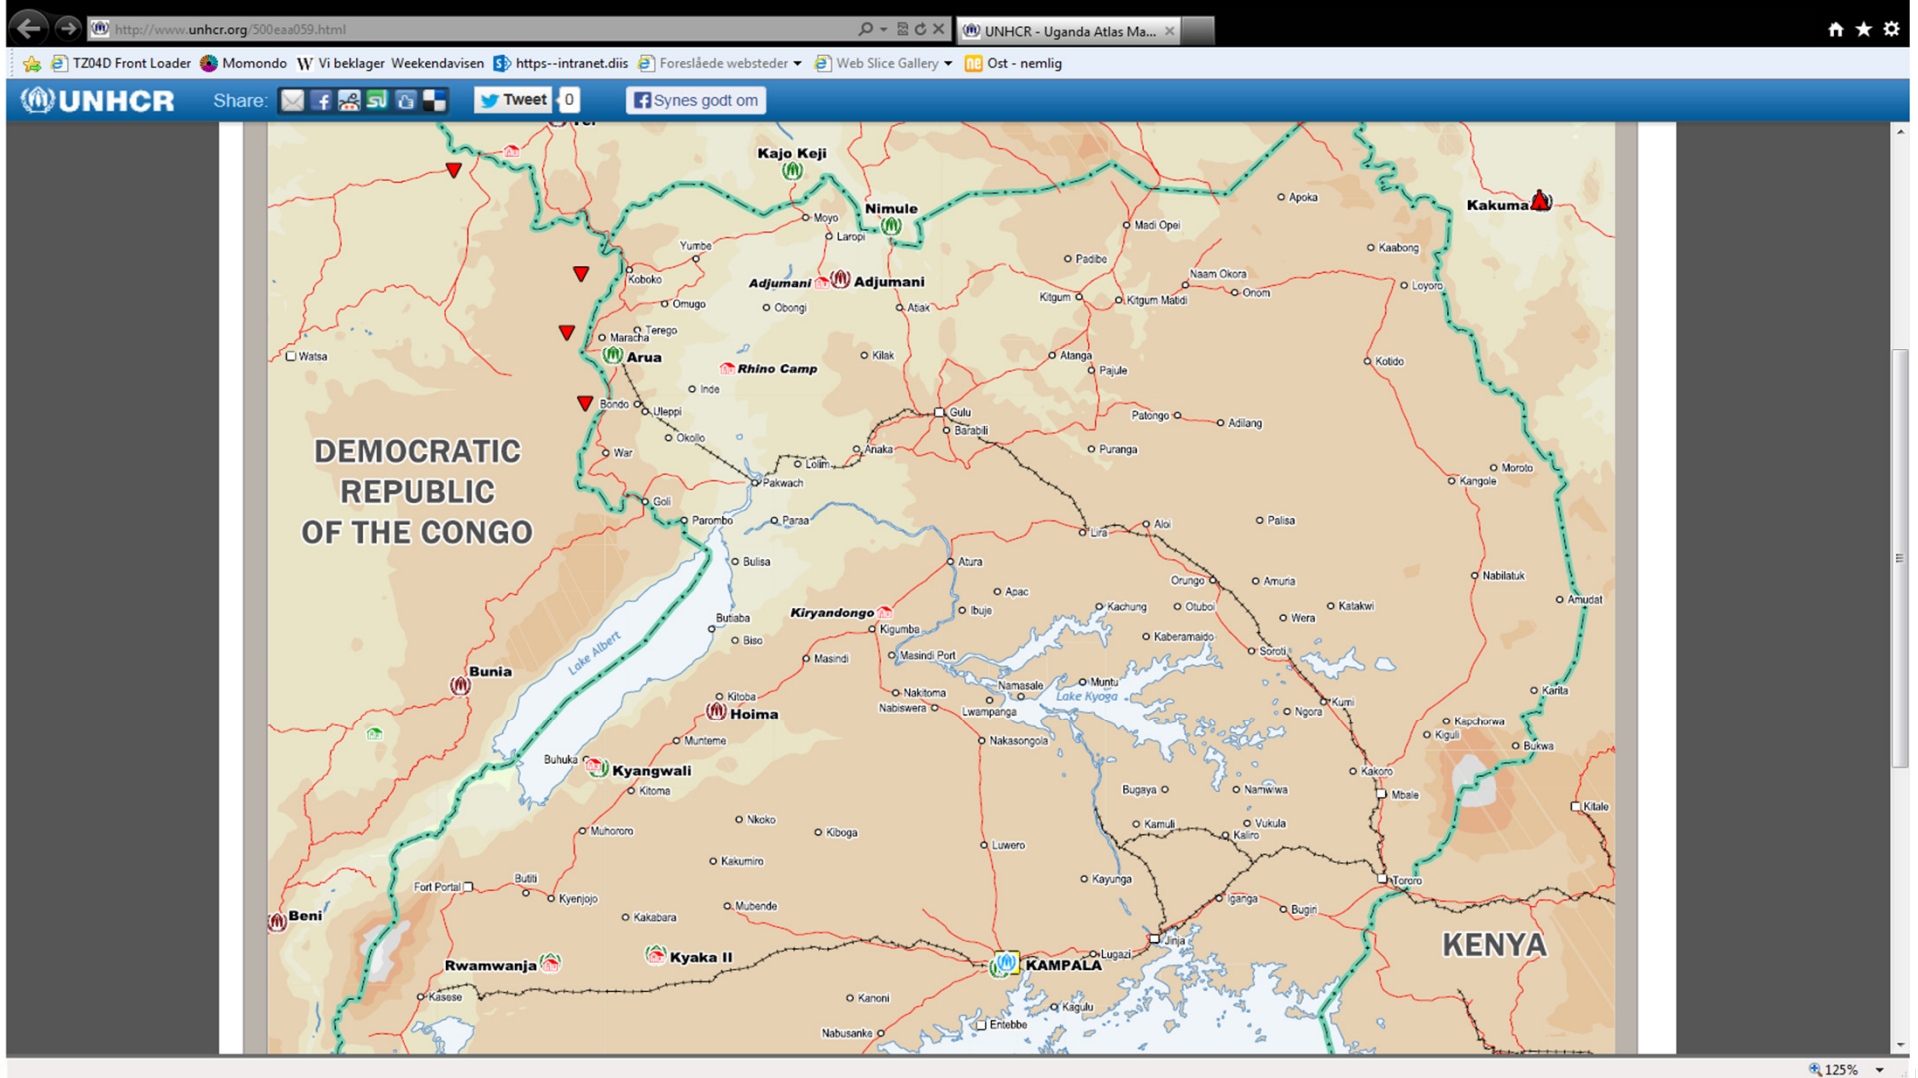 http://www.unhcr.org/500eaa059.html
UNHCR - Uganda Atlas Ma...
TZ04D Front Loader
Momondo
Vi beklager
Weekendavisen
https--intranet.diis
Foreslåede websteder
Web Slice Gallery
Ost - nemlig
UNHCR
Share:
Tweet
0
Synes godt om
Kajo Keji
Nimule
Moyo
Laropi
Apoka
Kakuma
Madi Opei
Kaabong
Yumbe
Padibe
Koboko
Adjumani
Adjumani
Naam Okora
Loyoro
Omugo
Obongi
Atiak
Kitgum
Kitgum Matidi
Onom
Terego
Maracha
Watsa
Arua
Rhino Camp
Kilak
Atanga
Pajule
Kotido
Inde
Bondo
Uleppi
Gulu
Barabili
Patongo
Adilang
Okollo
War
Lolim
Anaka
Puranga
Moroto
Kangole
Pakwach
DEMOCRATIC
REPUBLIC
OF THE CONGO
Goli
Parombo
Paraa
Lira
Aloi
Palisa
Bulisa
Atura
Orungo
Amuria
Nabilatuk
Apac
Amudat
Kiryandongo
Ibuje
Kachung
Otuboi
Katakwi
Wera
Butiaba
Biso
Kigumba
Kaberamaido
Lake Albert
Masindi
Masindi Port
Soroti
Bunia
Kitoba
Nakitoma
Namasale
Muntu
Lake Kyoga
Karita
Hoima
Nabiswera
Lwampanga
Ngora
Kumi
Kapchorwa
Kiguli
Munteme
Nakasongola
Bukwa
Buhuka
Kyangwali
Kakoro
Kitoma
Bugaya
Namwiwa
Mbale
Kitale
Nkoko
Kiboga
Muhororo
Kamuli
Vukula
Kaliro
Luwero
Kakumiro
Fort Portal
Butiti
Kyenjojo
Kayunga
Tororo
Beni
Kakabara
Mubende
Iganga
Bugiri
Jinja
KENYA
Rwamwanja
Kyaka II
KAMPALA
Lugazi
Kasese
Kanoni
Kagulu
Nabusanke
Entebbe
125%